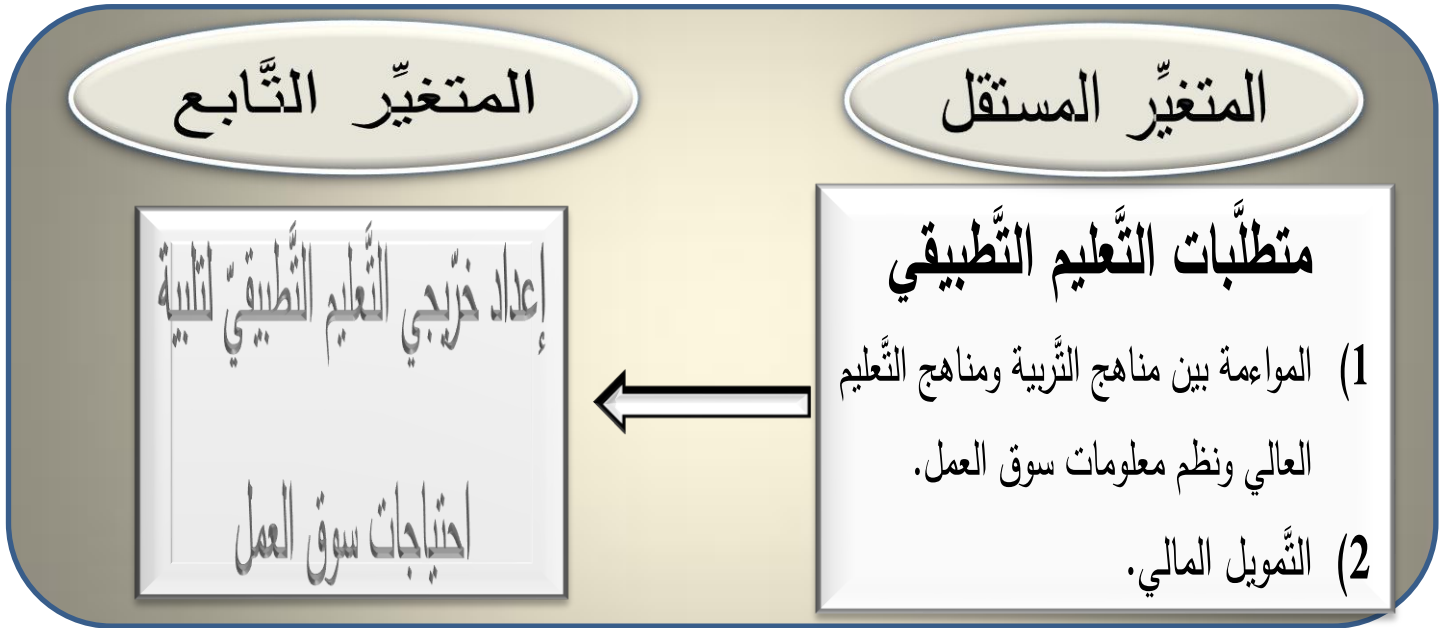 المتغيِّر المستقل
متطلَّبات التَّعليم التَّطبيقي
1) المواءمة بين مناهج التَّربية ومناهج التَّعليم
العالي ونظم معلومات سوق العمل.
2) التَّمويل المالي.
المتغيِّر التَّابع
إعداد خرّيجي التَّعليم التَّطبيقيّ لتلبية
احتياجات سوق العمل